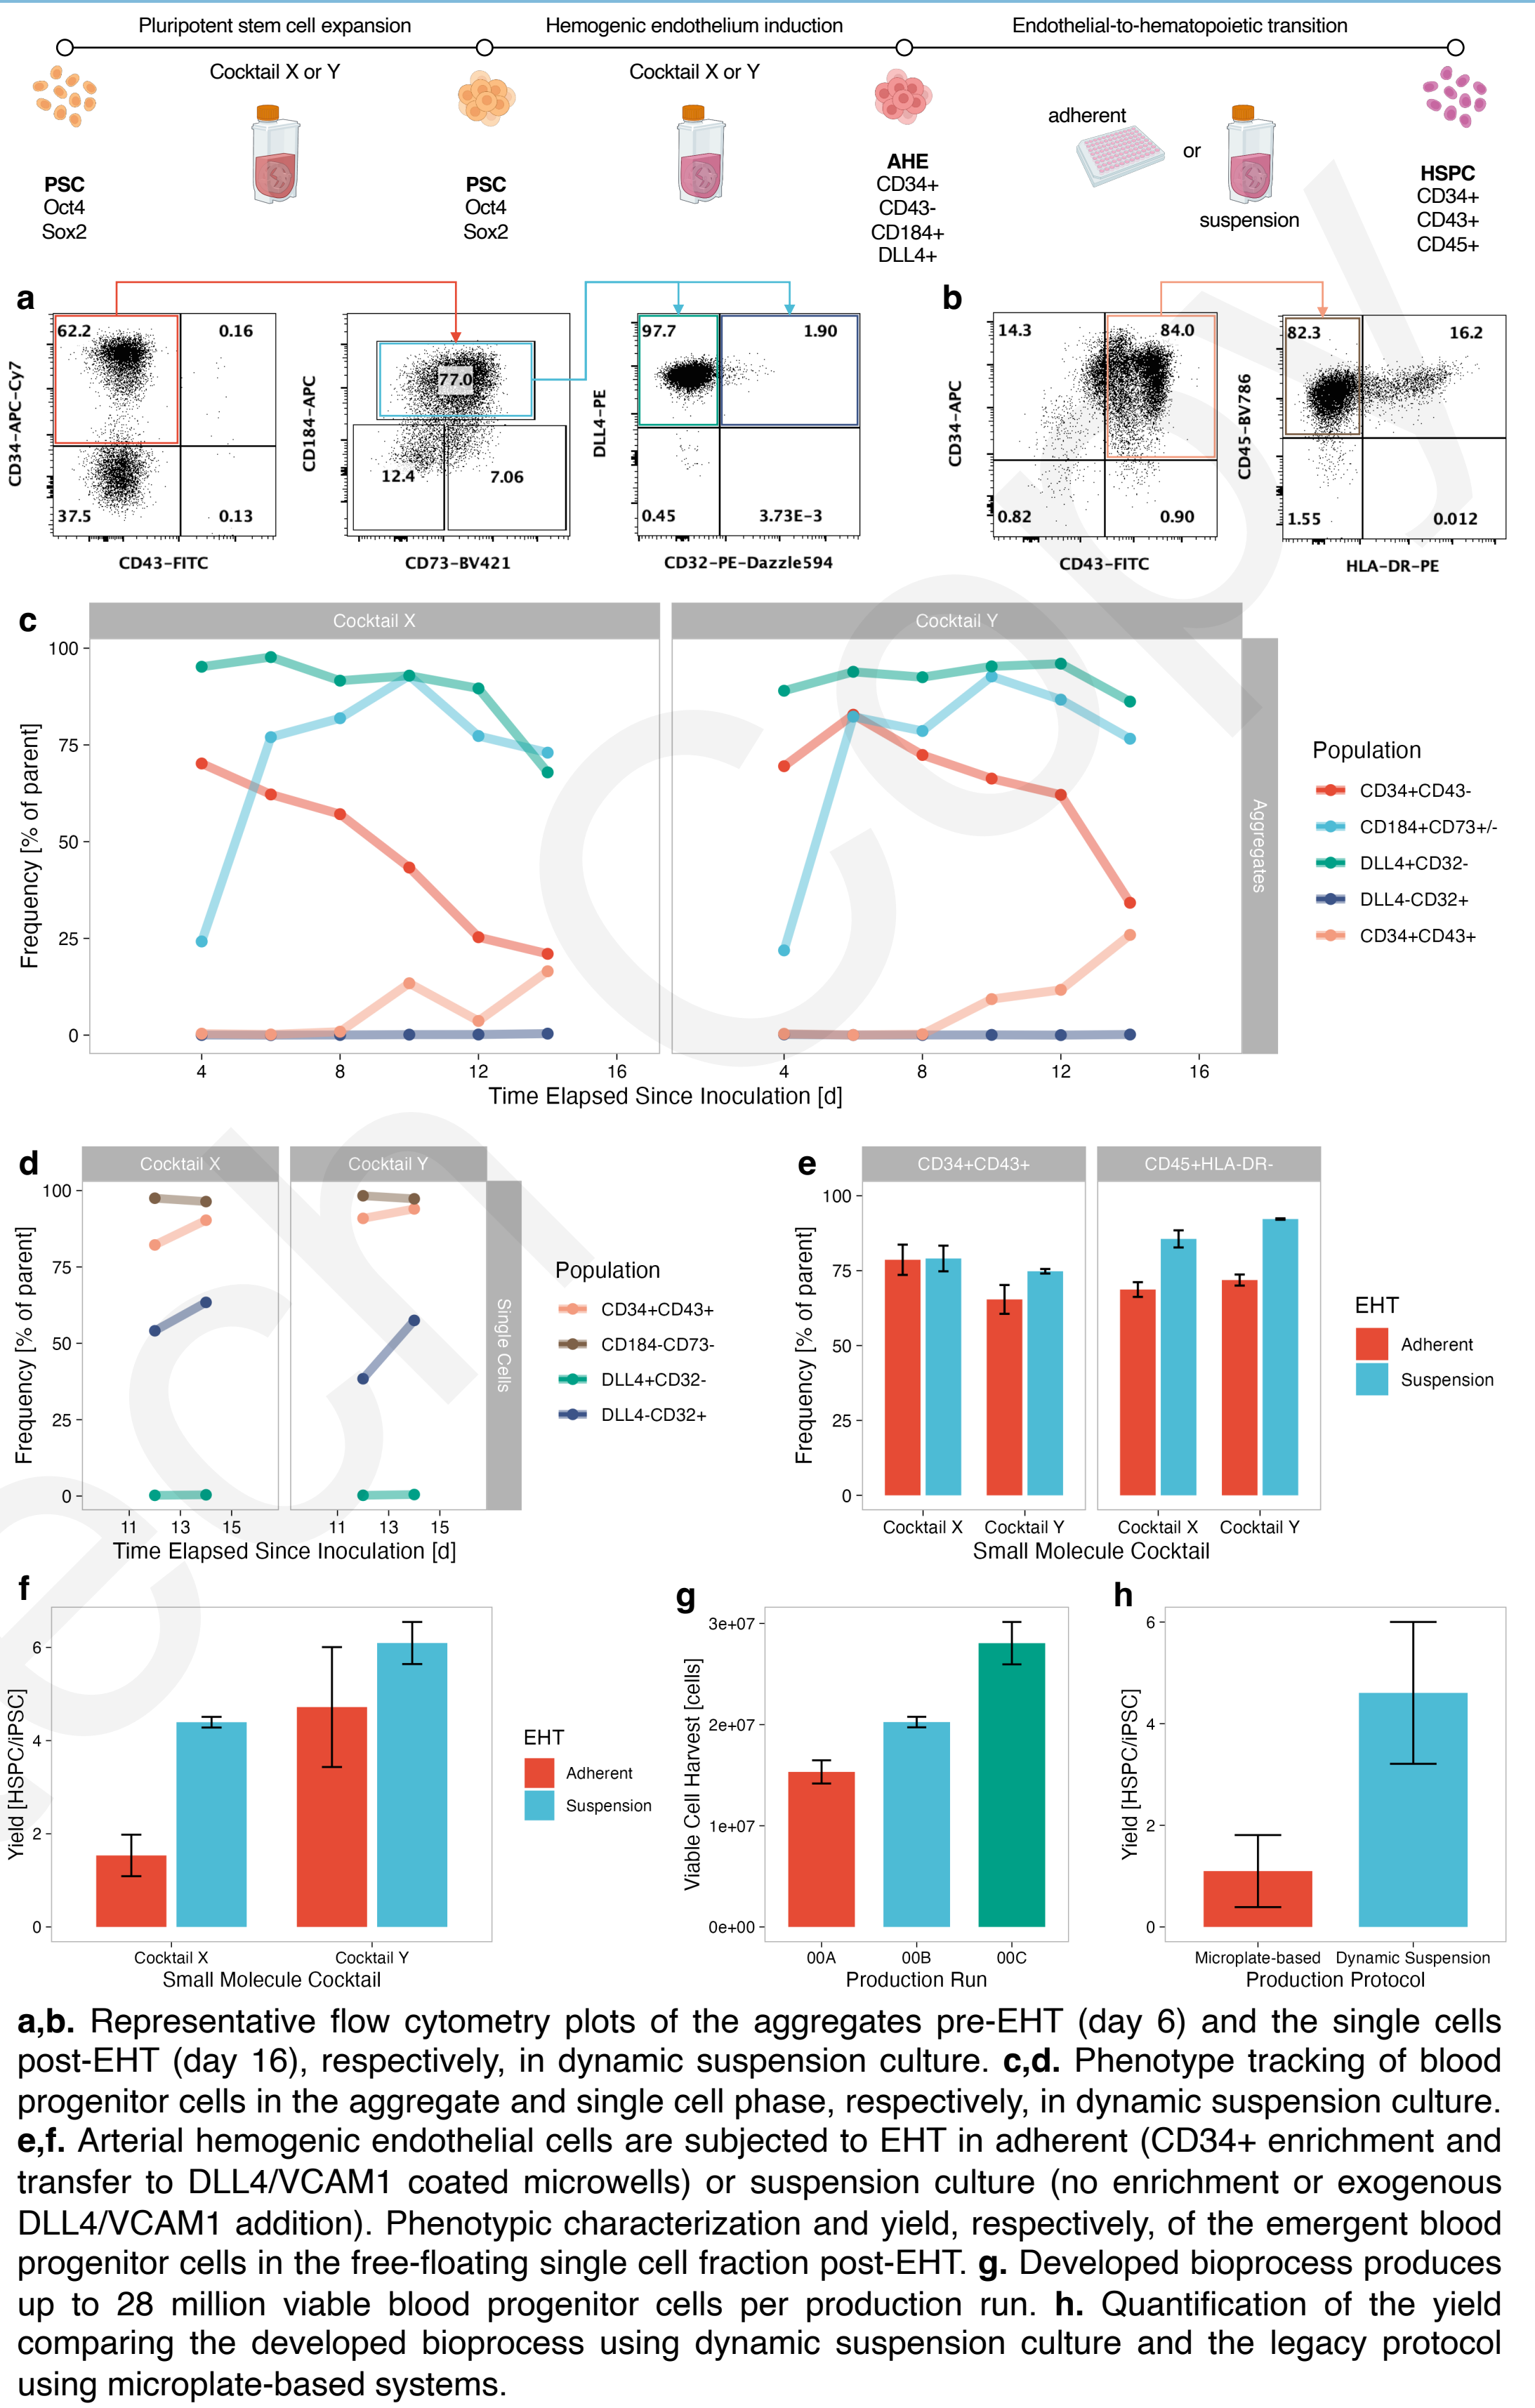 Pluripotent stem cell expansion
Hemogenic endothelium induction
Endothelial-to-hematopoietic transition
Cocktail X or Y
Cocktail X or Y
adherent
or
suspension
PSC
Oct4
Sox2
PSC
Oct4
Sox2
AHE
CD34+
CD43-
CD184+
DLL4+
HSPC
CD34+
CD43+
CD45+
a
62.2
0.16
37.5
0.13
CD34-APC-Cy7
CD43-FITC
77.0
12.4
7.06
CD184-APC
CD73-BV421
97.7
1.90
0.45
3.73E-3
DLL4-PE
CD32-PE-Dazzle594
b
14.3
84.0
0.82
0.90
CD34-APC
CD43-FITC
82.3
16.2
1.55
0.012
CD45-BV786
HLA-DR-PE
c
Cocktail X
Cocktail Y
Aggregates
100
75
50
25
0
Frequency [% of parent]
4
8
12
16
4
8
12
16
Time Elapsed Since Inoculation [d]
Population
CD34+CD43-
CD184+CD73+/-
DLL4+CD32-
DLL4-CD32+
CD34+CD43+
d
Cocktail X
Cocktail Y
Single Cells
100
75
50
25
0
Frequency [% of parent]
11
13
15
11
13
15
Time Elapsed Since Inoculation [d]
Population
CD34+CD43+
CD184-CD73-
DLL4+CD32-
DLL4-CD32+
e
CD34+CD43+
CD45+HLA-DR-
100
75
50
25
0
Frequency [% of parent]
Cocktail X
Cocktail Y
Cocktail X
Cocktail Y
Small Molecule Cocktail
EHT
Adherent
Suspension
f
6
4
2
0
Yield [HSPC/iPSC]
Cocktail X
Cocktail Y
Small Molecule Cocktail
EHT
Adherent
Suspension
g
3e+07
2e+07
1e+07
0e+00
Viable Cell Harvest [cells]
00A
00B
00C
Production Run
h
6
4
2
0
Yield [HSPC/iPSC]
Microplate-based
Dynamic Suspension
Production Protocol
a,b. Representative flow cytometry plots of the aggregates pre-EHT (day 6) and the single cells
post-EHT (day 16), respectively, in dynamic suspension culture. c,d. Phenotype tracking of blood
progenitor cells in the aggregate and single cell phase, respectively, in dynamic suspension culture.
e,f. Arterial hemogenic endothelial cells are subjected to EHT in adherent (CD34+ enrichment and
transfer to DLL4/VCAM1 coated microwells) or suspension culture (no enrichment or exogenous
DLL4/VCAM1 addition). Phenotypic characterization and yield, respectively, of the emergent blood
progenitor cells in the free-floating single cell fraction post-EHT. g. Developed bioprocess produces
up to 28 million viable blood progenitor cells per production run. h. Quantification of the yield
comparing the developed bioprocess using dynamic suspension culture and the legacy protocol
using microplate-based systems.
Copy